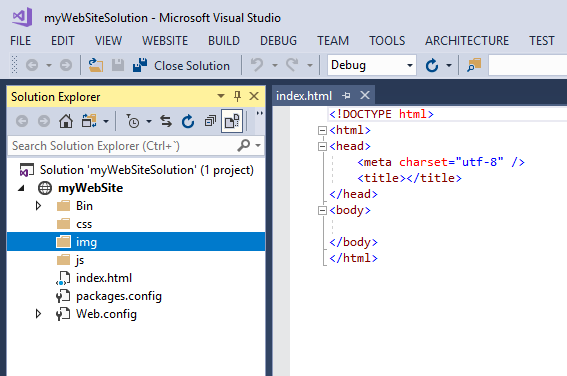 myWebSiteSolution - Microsoft Visual Studio
FILE EDIT VIEW WEBSITE BUILD DEBUG TEAM TOOLS ARCHITECTURE TEST
Close Solution Debug
Solution Explorer
Search Solution Explorer (Ctrl+`)
Solution 'myWebSiteSolution' (1 project)
myWebSite
Bin
css
img
js
index.html
packages.config
Web.config
index.html
<!DOCTYPE html>
<html>
<head>
<meta charset="utf-8" />
<title></title>
</head>
<body>
</body>
</html>